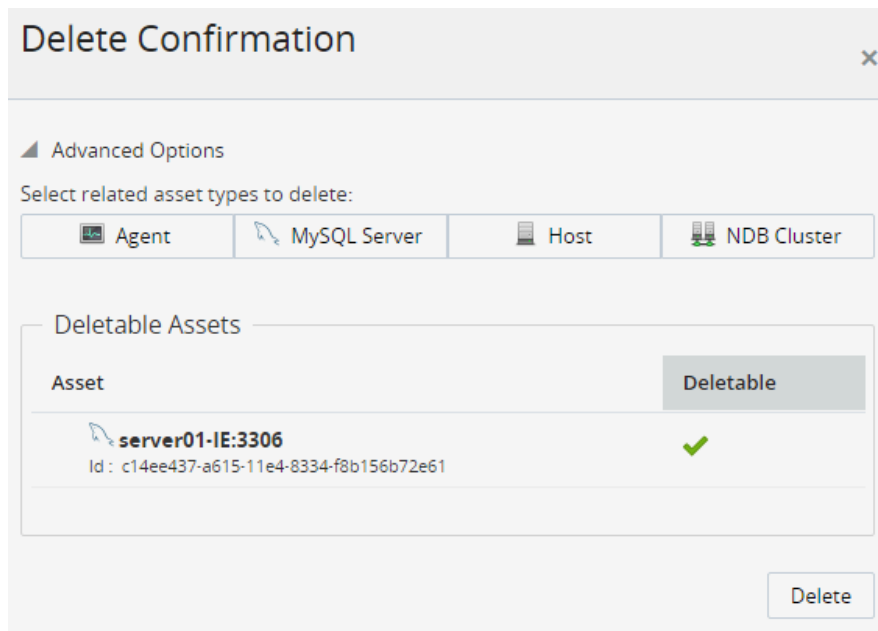 Delete Confirmation
×
Advanced Options
Select related asset types to delete:
Agent MySQL Server Host NDB Cluster
Deletable Assets
Asset Deletable
server01-IE:3306
Id : c14ee437-a615-11e4-8334-f8b156b72e61
Delete